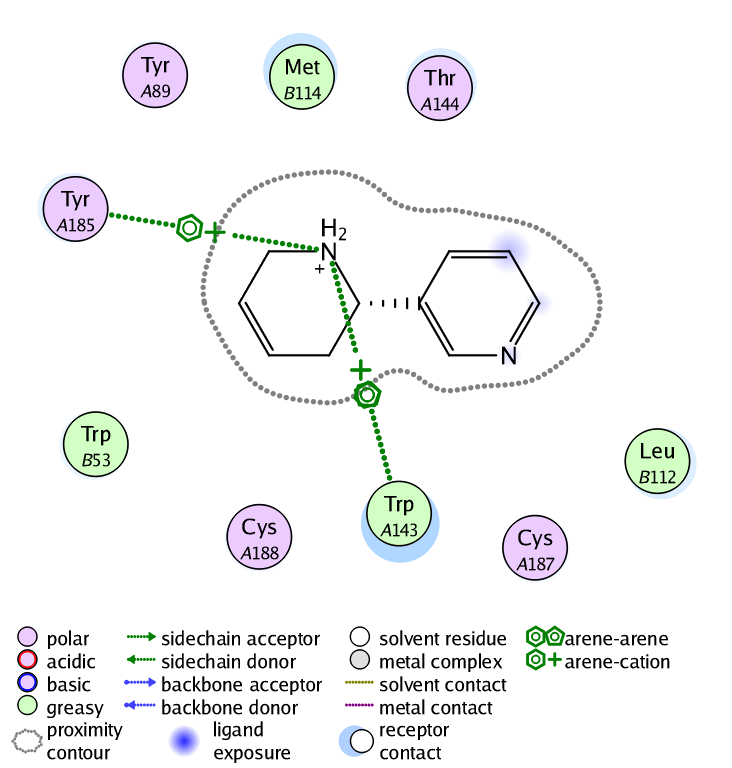 Tyr
A89
Met
B114
Thr
A144
Tyr
A185
H2
N
+
N
Trp
B53
Leu
B112
Trp
A143
Cys
A188
Cys
A187
polar
sidechain acceptor
solvent residue
arene-arene
acidic
sidechain donor
metal complex
arene-cation
basic
backbone acceptor
solvent contact
greasy
backbone donor
metal contact
proximity
contour
ligand
exposure
receptor
contact